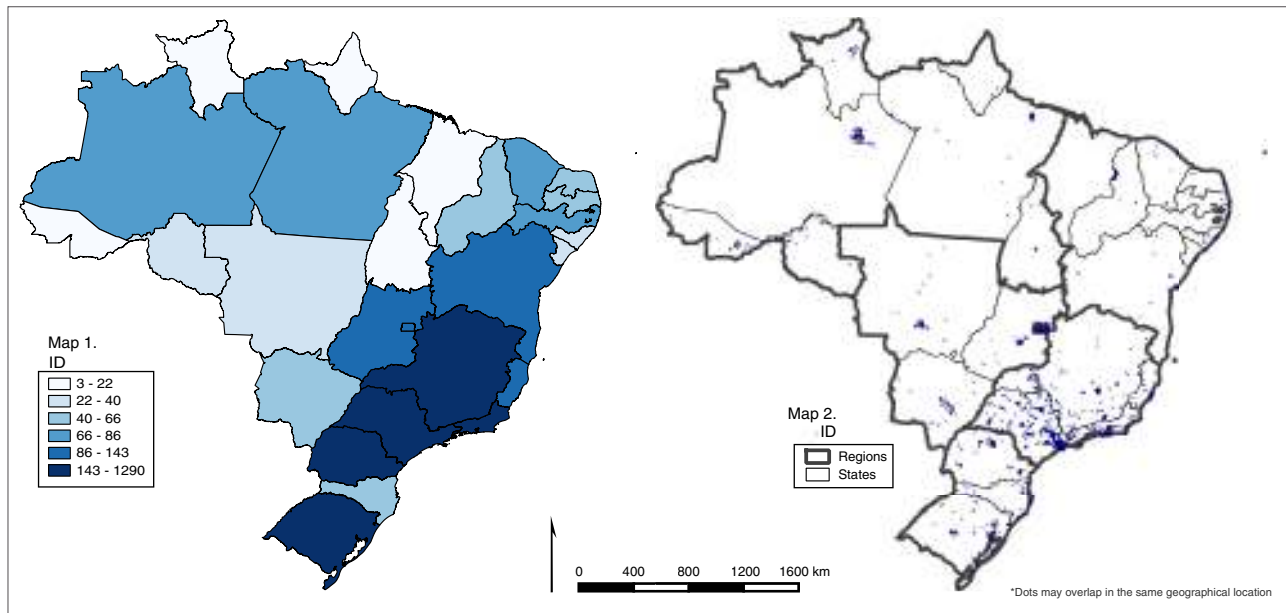 Map 1.
ID
3 - 22
22 - 40
40 - 66
66 - 86
86 - 143
143 - 1290
Map 2.
ID
Regions
States
0 400 800 1200 1600 km
*Dots may overlap in the same geographical location